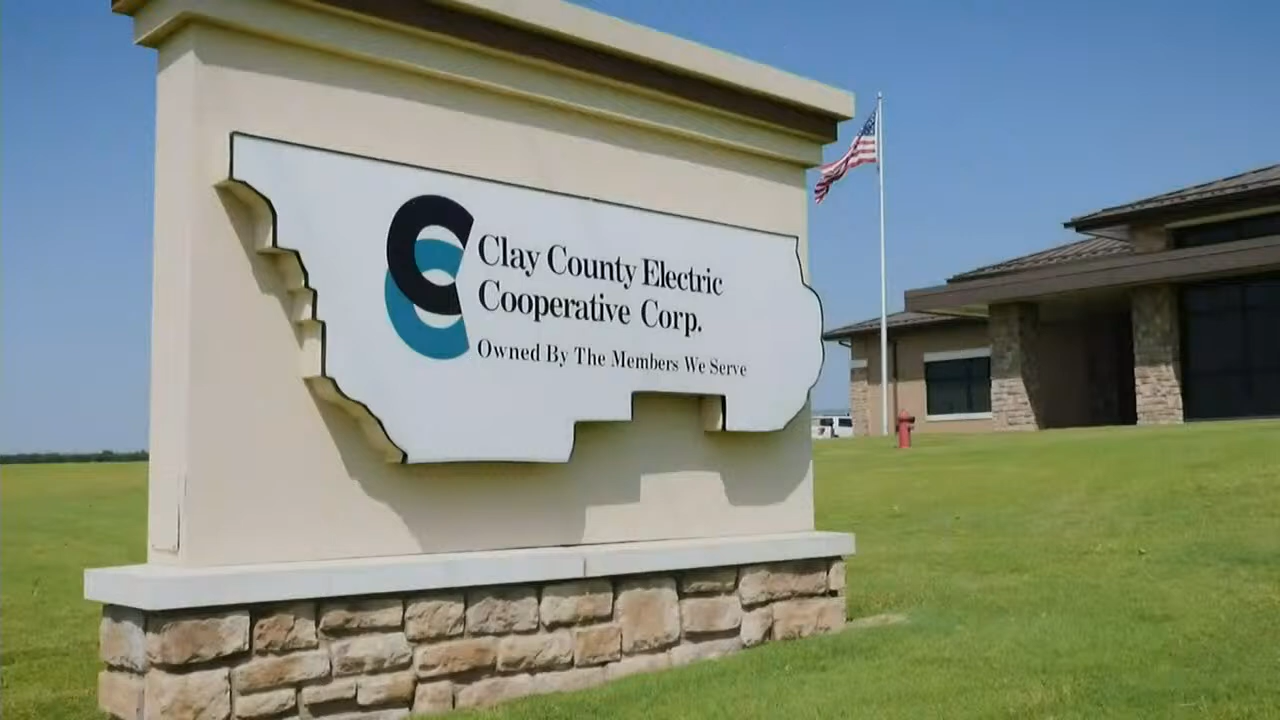 Clay County Electric
Cooperative Corp.
Owned By The Members We Serve